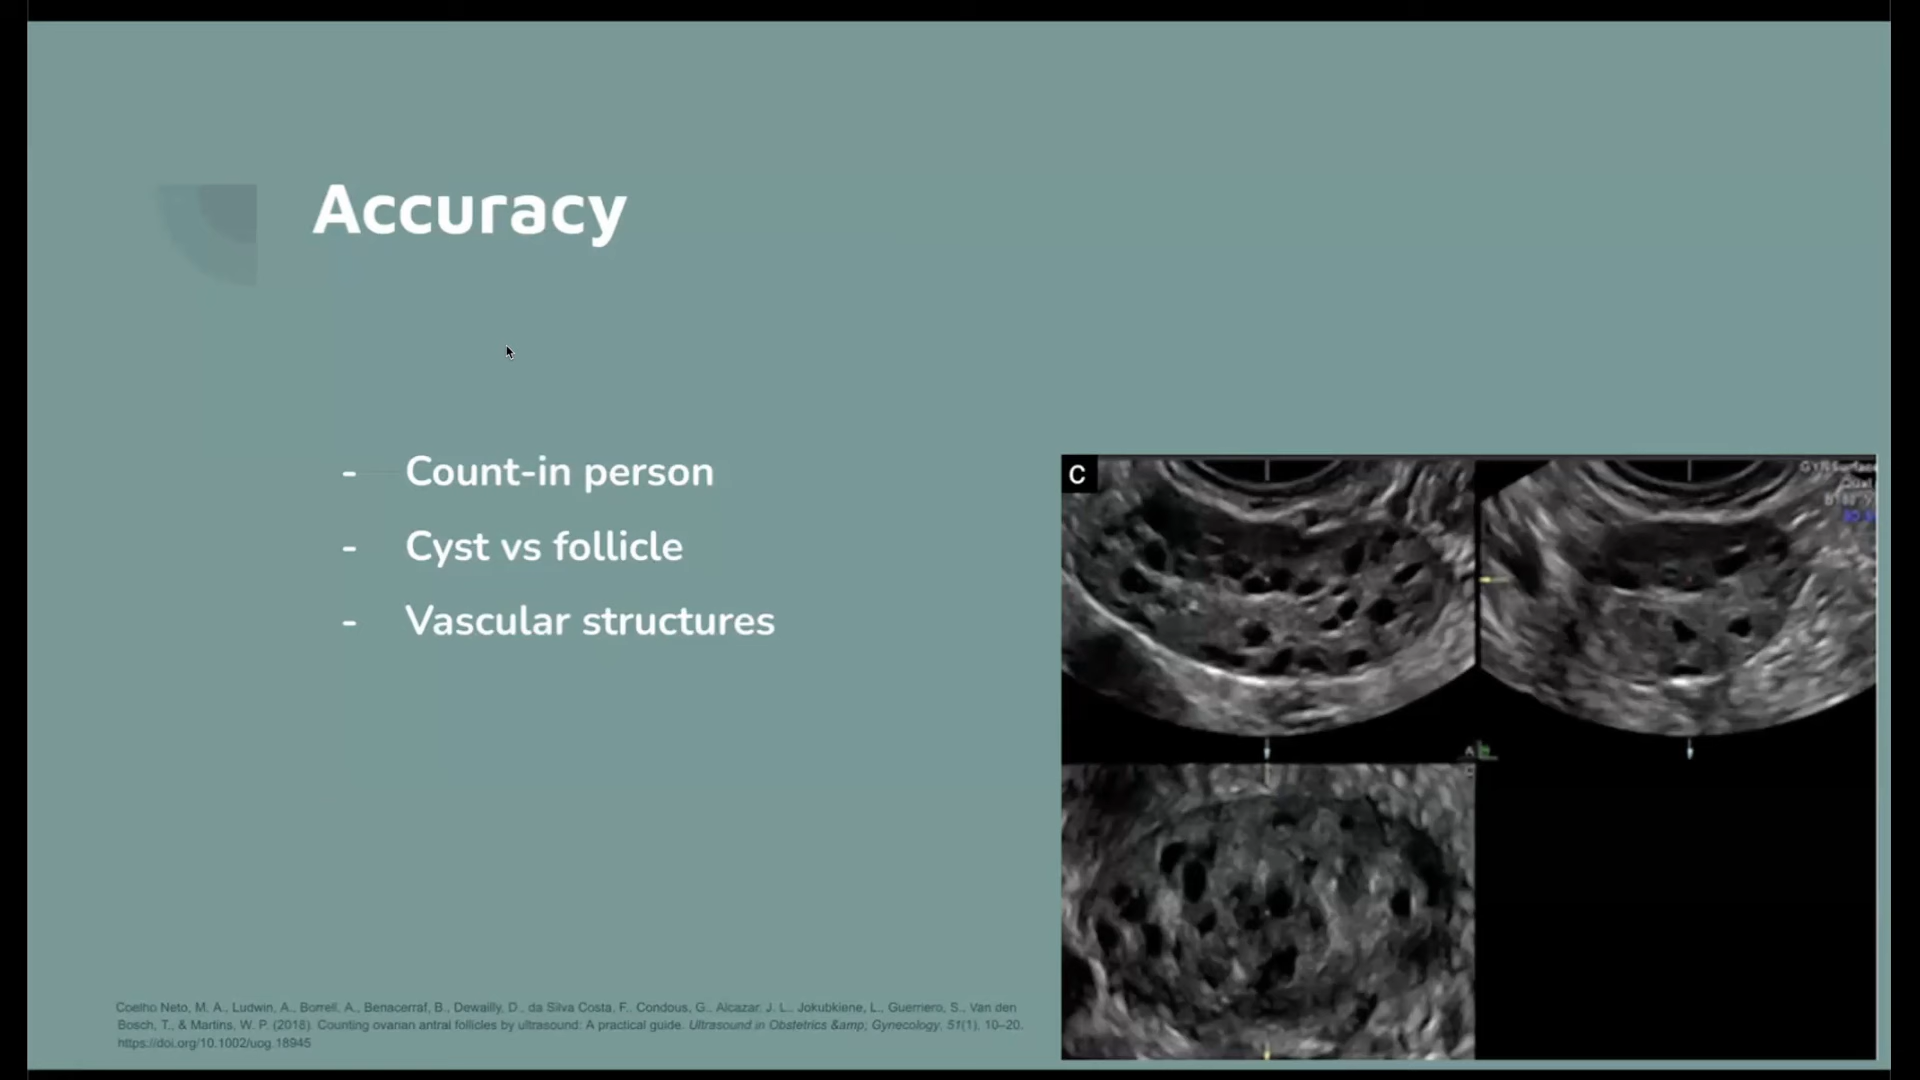 Accuracy
- Count-in person
- Cyst vs follicle
- Vascular structures
C
A
Coelho Neto, M. A., Ludwin, A., Borrell, A., Benacerraf, B., Dewailly, D., da Silva Costa, F., Condous, G., Alcazar, J. L., Jokubkiene, L., Guerriero, S., Van den
Bosch, T., & Martins, W. P. (2018). Counting ovarian antral follicles by ultrasound: A practical guide. Ultrasound in Obstetrics &amp; Gynecology, 51(1), 10–20.
https://doi.org/10.1002/uog.18945